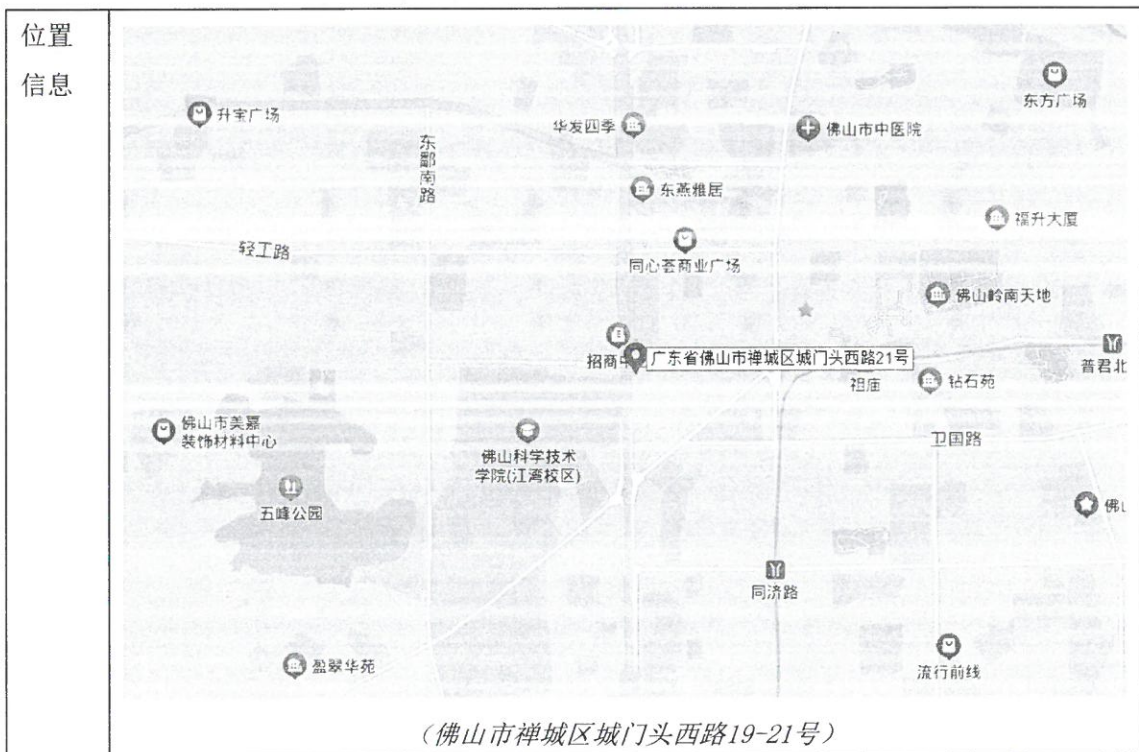 位置
信息
东方广场
升宝广场
华发四季
佛山市中医院
东鄱南路
东燕雅居
福升大厦
轻工路
同心荟商业广场
佛山岭南天地
招商
广东省佛山市禅城区城门头西路21号
普君北
祖庙
钻石苑
佛山市美嘉
装饰材料中心
卫国路
佛山科学技术
学院(江湾校区)
五峰公园
佛山
同济路
盈翠华苑
流行前线
(佛山市禅城区城门头西路19-21号)